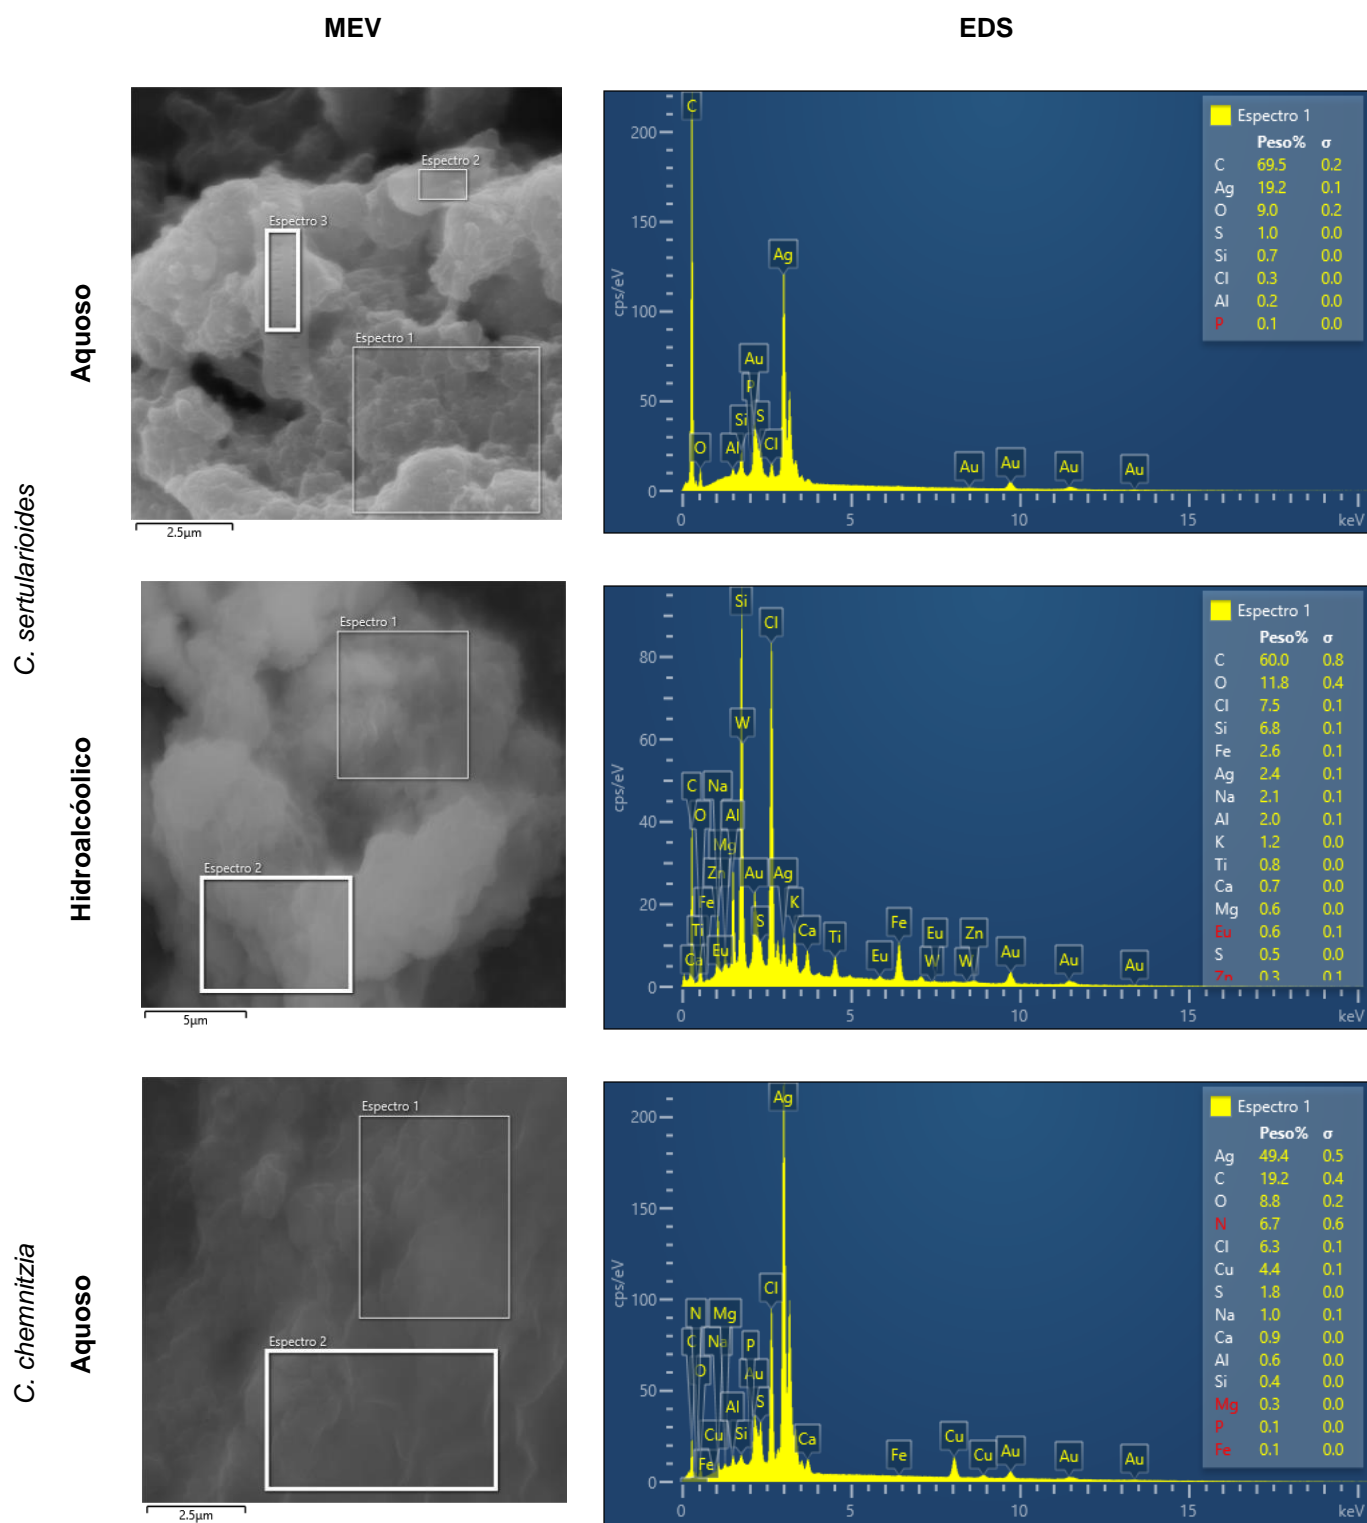 MEV
EDS
C. sertularioides
Aquoso
Espectro 2
Espectro 3
Espectro 1
2.5µm
cps/eV
200
150
100
50
0
C
O
Al
Si
P
Au
S
Cl
Ag
Au
Au
Au
Au
0
5
10
15
keV
Espectro 1
Peso% σ
C 69.5 0.2
Ag 19.2 0.1
O 9.0 0.2
S 1.0 0.0
Si 0.7 0.0
Cl 0.3 0.0
Al 0.2 0.0
P 0.1 0.0
Hidroalcóolico
Espectro 1
Espectro 2
5µm
cps/eV
80
60
40
20
0
Si
Cl
W
C
Na
O
Al
Mg
Zn
Au
Ag
Fe
K
S
Ti
Ca
Eu
Ca
Ti
Eu
Fe
Eu
W
Zn
W
Au
Au
Au
0
5
10
15
keV
Espectro 1
Peso% σ
C 60.0 0.8
O 11.8 0.4
Cl 7.5 0.1
Si 6.8 0.1
Fe 2.6 0.1
Ag 2.4 0.1
Na 2.1 0.1
Al 2.0 0.1
K 1.2 0.0
Ti 0.8 0.0
Ca 0.7 0.0
Mg 0.6 0.0
Eu 0.6 0.1
S 0.5 0.0
Zn 0.3 0.1
C. chemnitzia
Aquoso
Espectro 1
Espectro 2
2.5µm
cps/eV
200
150
100
50
0
Ag
Cl
N
Mg
C
Na
P
O
Au
Al
S
Cu
Si
Fe
Ca
Fe
Cu
Cu
Au
Au
Au
0
5
10
15
keV
Espectro 1
Peso% σ
Ag 49.4 0.5
C 19.2 0.4
O 8.8 0.2
N 6.7 0.6
Cl 6.3 0.1
Cu 4.4 0.1
S 1.8 0.0
Na 1.0 0.1
Ca 0.9 0.0
Al 0.6 0.0
Si 0.4 0.0
Mg 0.3 0.0
P 0.1 0.0
Fe 0.1 0.0